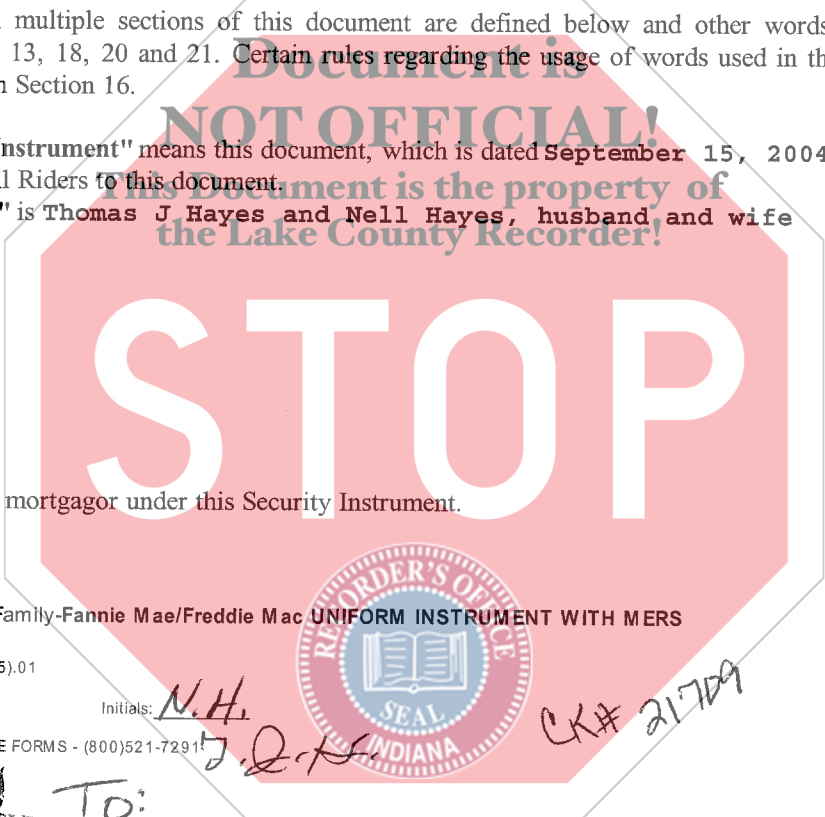 multiple sections of this document are defined below and other words
13, 18, 20 and 21. Certain rules regarding the usage of words used in th
n Section 16.
Document is
NOT OFFICIAL!
This Document is the property of
the Lake County Recorder!
nstrument" means this document, which is dated September 15, 2004
l Riders to this document.
" is Thomas J Hayes and Nell Hayes, husband and wife
STOP
mortgagor under this Security Instrument.
RECORDER'S OFFICE
SEAL
INDIANA
Family-Fannie Mae/Freddie Mac UNIFORM INSTRUMENT WITH MERS
5).01
Initials: N.H.
E FORMS - (800)521-7291
T.J.H.
CK# 21709
To: